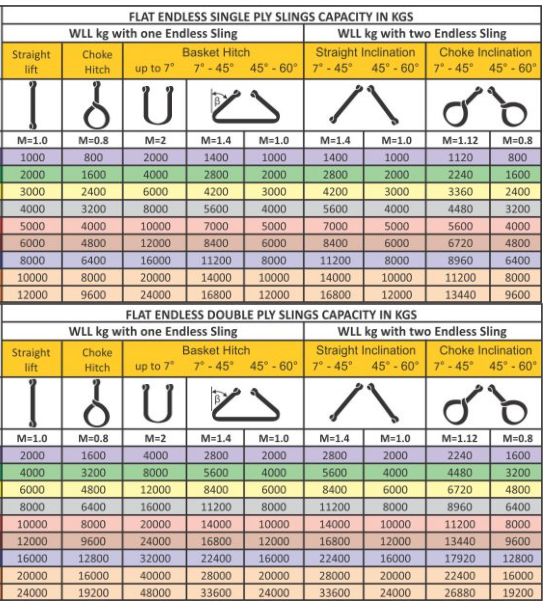 FLAT ENDLESS SINGLE PLY SLINGS CAPACITY IN KGS
WLL kg with one Endless Sling WLL kg with two Endless Sling
Straight lift Choke Hitch Basket Hitch Straight Inclination Choke Inclination
up to 7° 7° - 45° 45° - 60° 7° - 45° 45° - 60° 7° - 45° 45° - 60°
β
M=1.0 M=0.8 M=2 M=1.4 M=1.0 M=1.4 M=1.0 M=1.12 M=0.8
1000 800 2000 1400 1000 1400 1000 1120 800
2000 1600 4000 2800 2000 2800 2000 2240 1600
3000 2400 6000 4200 3000 4200 3000 3360 2400
4000 3200 8000 5600 4000 5600 4000 4480 3200
5000 4000 10000 7000 5000 7000 5000 5600 4000
6000 4800 12000 8400 6000 8400 6000 6720 4800
8000 6400 16000 11200 8000 11200 8000 8960 6400
10000 8000 20000 14000 10000 14000 10000 11200 8000
12000 9600 24000 16800 12000 16800 12000 13440 9600
FLAT ENDLESS DOUBLE PLY SLINGS CAPACITY IN KGS
WLL kg with one Endless Sling WLL kg with two Endless Sling
Straight lift Choke Hitch Basket Hitch Straight Inclination Choke Inclination
up to 7° 7° - 45° 45° - 60° 7° - 45° 45° - 60° 7° - 45° 45° - 60°
β
M=1.0 M=0.8 M=2 M=1.4 M=1.0 M=1.4 M=1.0 M=1.12 M=0.8
2000 1600 4000 2800 2000 2800 2000 2240 1600
4000 3200 8000 5600 4000 5600 4000 4480 3200
6000 4800 12000 8400 6000 8400 6000 6720 4800
8000 6400 16000 11200 8000 11200 8000 8960 6400
10000 8000 20000 14000 10000 14000 10000 11200 8000
12000 9600 24000 16800 12000 16800 12000 13440 9600
16000 12800 32000 22400 16000 22400 16000 17920 12800
20000 16000 40000 28000 20000 28000 20000 22400 16000
24000 19200 48000 33600 24000 33600 24000 26880 19200